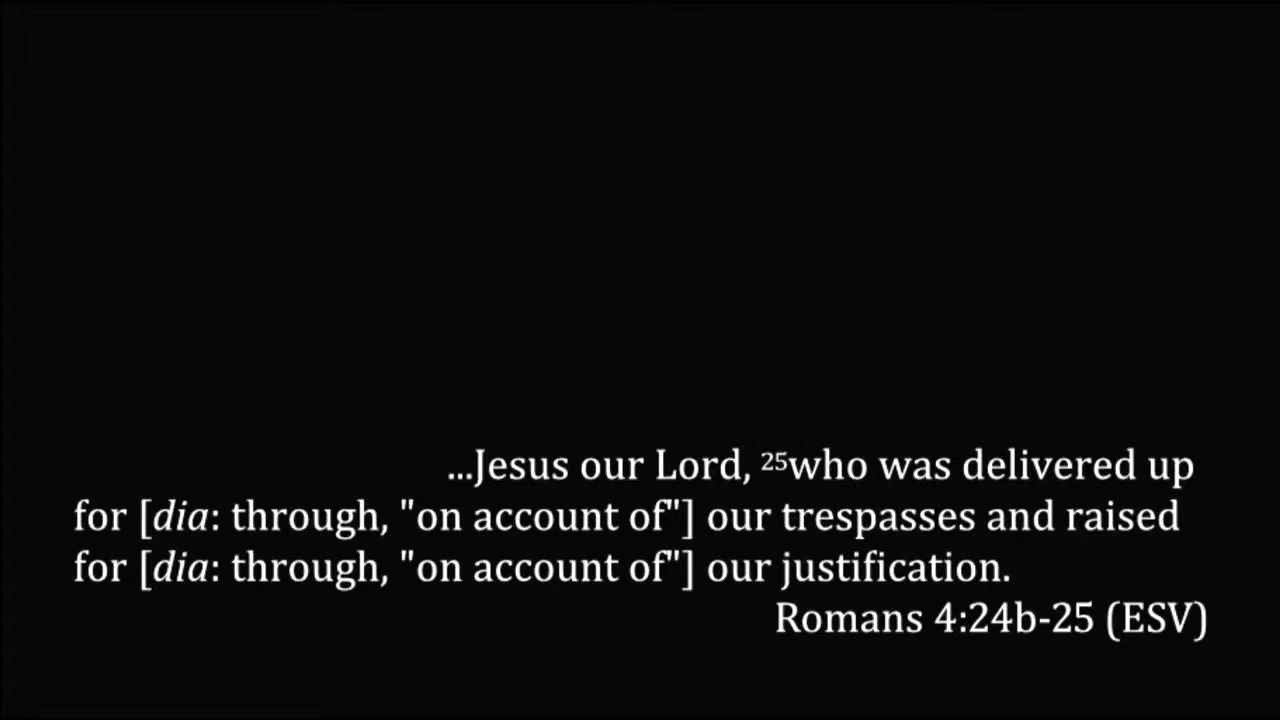 ...Jesus our Lord, ²⁵who was delivered up
for [dia: through, "on account of"] our trespasses and raised
for [dia: through, "on account of"] our justification.
Romans 4:24b-25 (ESV)